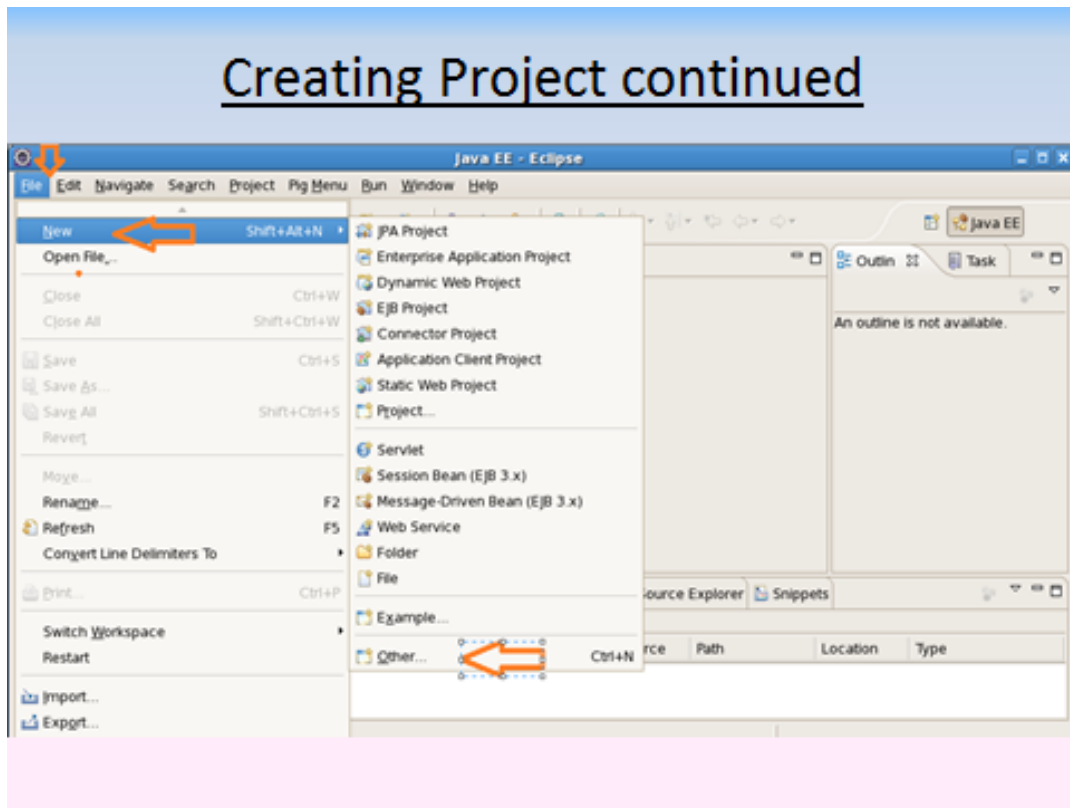 Creating Project continued
Java EE - Eclipse
File Edit Navigate Search Project Pig Menu Run Window Help
Java EE
New Shift+Alt+N
Open File...
Close Ctrl+W
Close All Shift+Ctrl+W
Save Ctrl+S
Save As...
Save All Shift+Ctrl+S
Revert
Move...
Rename... F2
Refresh F5
Convert Line Delimiters To
Print... Ctrl+P
Switch Workspace
Restart
Import...
Export...
JPA Project
Enterprise Application Project
Dynamic Web Project
EJB Project
Connector Project
Application Client Project
Static Web Project
Project...
Servlet
Session Bean (EJB 3.x)
Message-Driven Bean (EJB 3.x)
Web Service
Folder
File
Example...
Other... Ctrl+N
Outlin Task
An outline is not available.
ource Explorer Snippets
rce Path Location Type